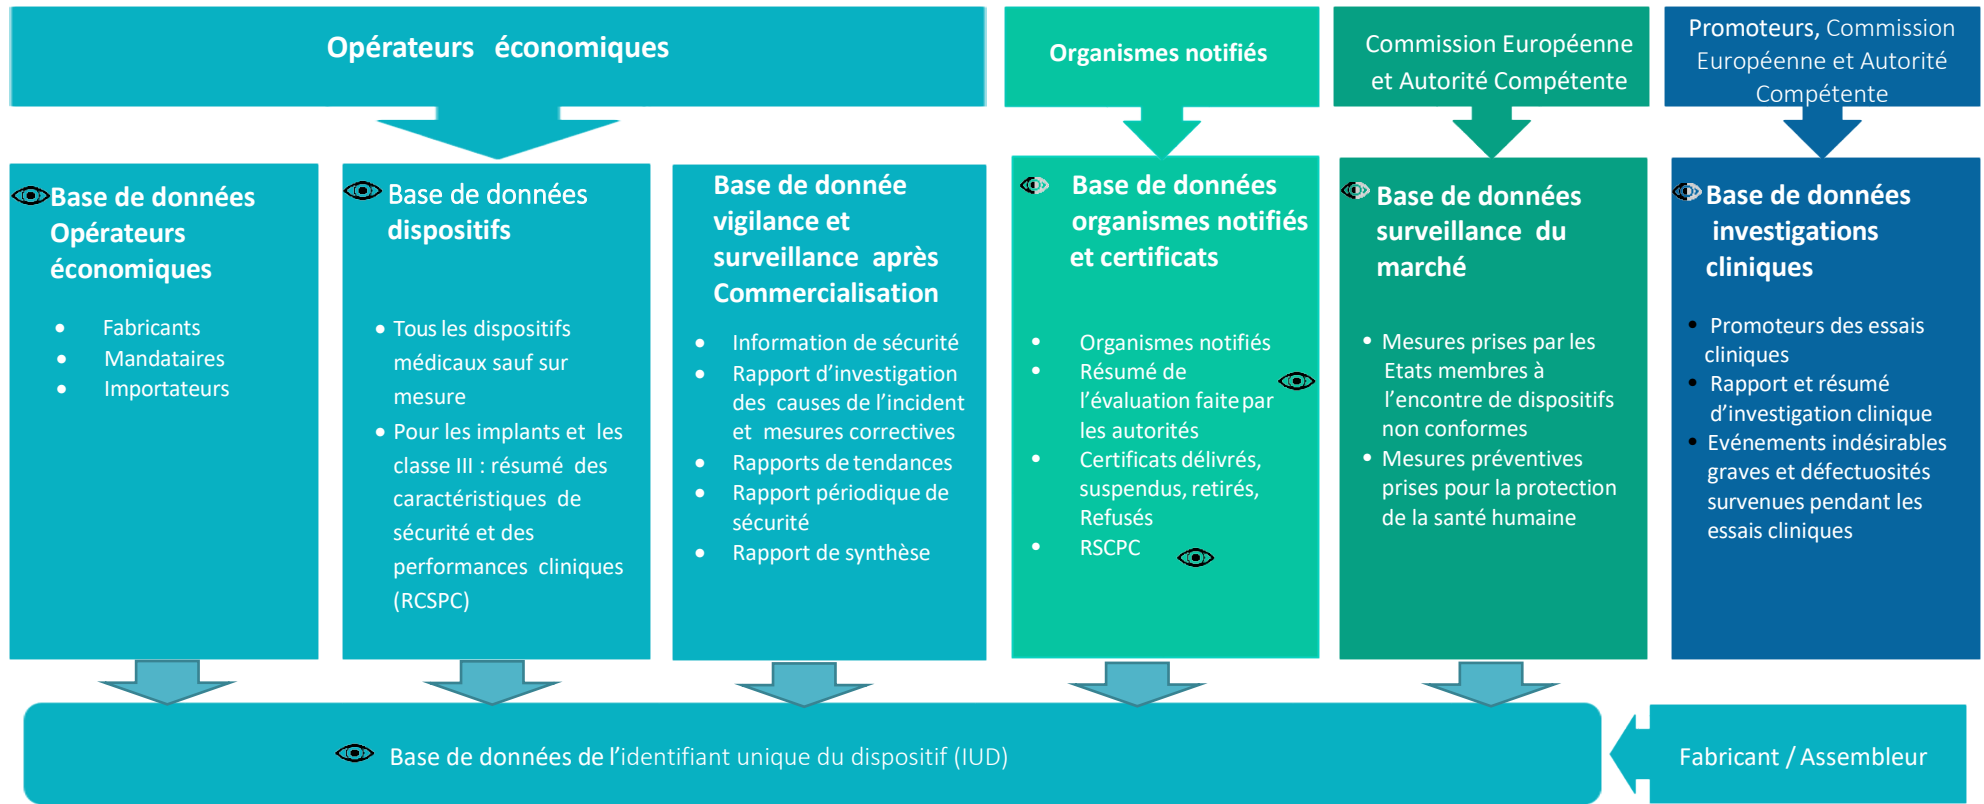 Opérateurs économiques
Organismes notifiés
Commission Européenne
et Autorité Compétente
Promoteurs, Commission
Européenne et Autorité
Compétente
Base de données
Opérateurs
économiques
• Fabricants
• Mandataires
• Importateurs
Base de données
dispositifs
• Tous les dispositifs
médicaux sauf sur
mesure
• Pour les implants et les
classe III : résumé des
caractéristiques de
sécurité et des
performances cliniques
(RCSPC)
Base de donnée
vigilance et
surveillance après
Commercialisation
• Information de sécurité
• Rapport d’investigation
des causes de l’incident
et mesures correctives
• Rapports de tendances
• Rapport périodique de
sécurité
• Rapport de synthèse
Base de données
organismes notifiés
et certificats
• Organismes notifiés
• Résumé de
l’évaluation faite par
les autorités
• Certificats délivrés,
suspendus, retirés,
Refusés
• RSCPC
Base de données
surveillance du
marché
• Mesures prises par les
Etats membres à
l’encontre de dispositifs
non conformes
• Mesures préventives
prises pour la protection
de la santé humaine
Base de données
investigations
cliniques
• Promoteurs des essais
cliniques
• Rapport et résumé
d’investigation clinique
• Evénements indésirables
graves et défectuosités
survenues pendant les
essais cliniques
Base de données de l’identifiant unique du dispositif (IUD)
Fabricant / Assembleur